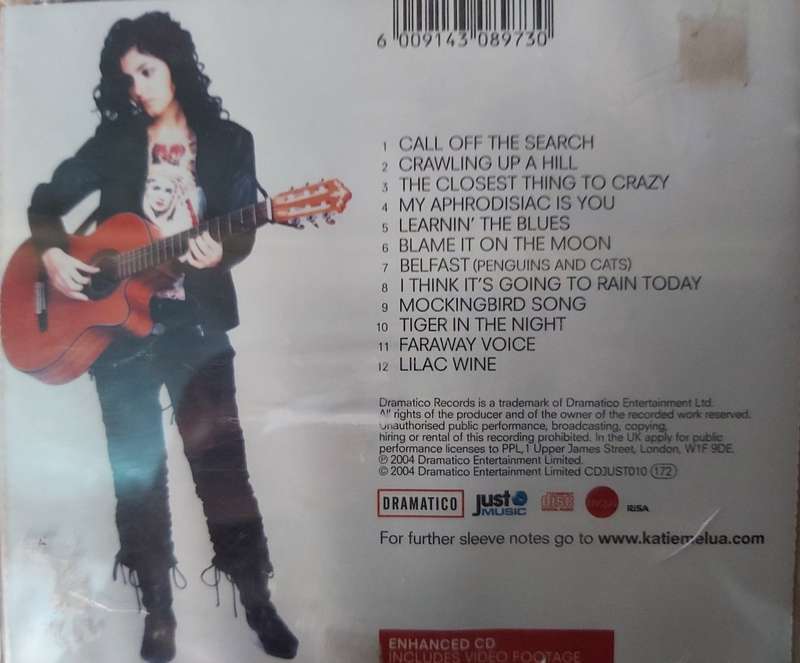 6 009143 089730
1 CALL OFF THE SEARCH
2 CRAWLING UP A HILL
3 THE CLOSEST THING TO CRAZY
4 MY APHRODISIAC IS YOU
5 LEARNIN' THE BLUES
6 BLAME IT ON THE MOON
7 BELFAST (PENGUINS AND CATS)
8 I THINK IT'S GOING TO RAIN TODAY
9 MOCKINGBIRD SONG
10 TIGER IN THE NIGHT
11 FARAWAY VOICE
12 LILAC WINE
Dramatico Records is a trademark of Dramatico Entertainment Ltd.
All rights of the producer and of the owner of the recorded work reserved.
Unauthorised public performance, broadcasting, copying,
hiring or rental of this recording prohibited. In the UK apply for public
performance licenses to PPL, 1 Upper James Street, London, W1F 9DE.
℗ 2004 Dramatico Entertainment Limited.
© 2004 Dramatico Entertainment Limited CDJUST010 172
DRAMATICO just MUSIC disc RiSA
For further sleeve notes go to www.katiemelua.com
ENHANCED CD
INCLUDES VIDEO FOOTAGE